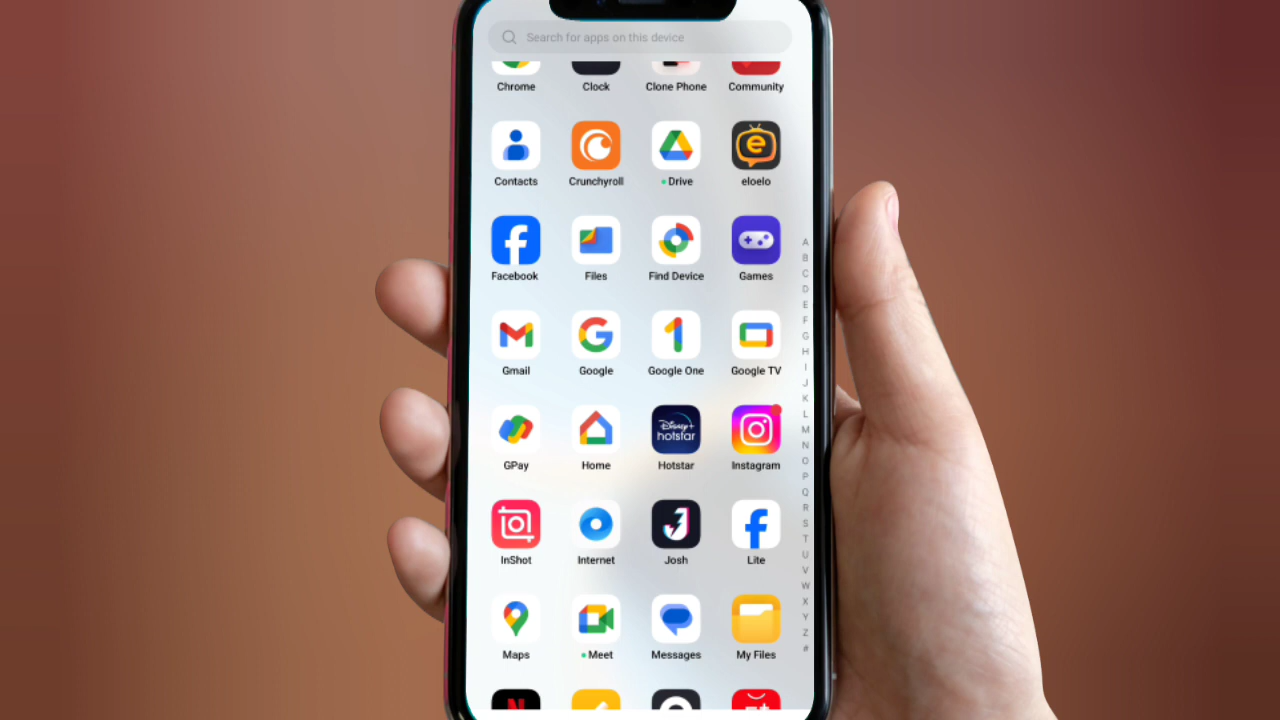 Search for apps on this device
Chrome Clock Clone Phone Community
Contacts Crunchyroll Drive eloelo
Facebook Files Find Device Games
Gmail Google Google One Google TV
Disney+
hotstar
GPay Home Hotstar Instagram
InShot Internet Josh Lite
Maps Meet Messages My Files
A
B
C
D
E
F
G
H
I
J
K
L
M
N
O
P
Q
R
S
T
U
V
W
X
Y
Z
#